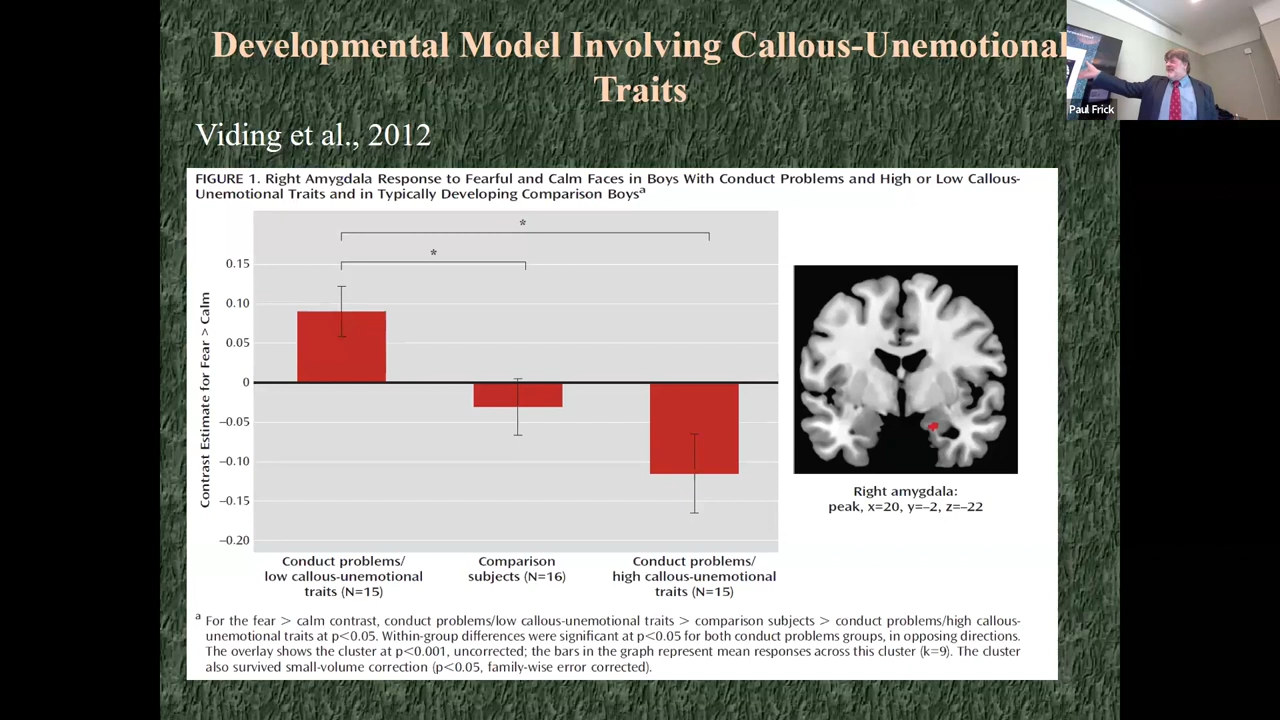 Developmental Model Involving Callous-Unemotional
Traits
Paul Frick
Viding et al., 2012
FIGURE 1. Right Amygdala Response to Fearful and Calm Faces in Boys With Conduct Problems and High or Low Callous-
Unemotional Traits and in Typically Developing Comparison Boysᵃ
*
*
0.15
0.10
0.05
0
−0.05
−0.10
−0.15
−0.20
Contrast Estimate for Fear > Calm
Conduct problems/
low callous-unemotional
traits (N=15)
Comparison
subjects (N=16)
Conduct problems/
high callous-unemotional
traits (N=15)
Right amygdala:
peak, x=20, y=−2, z=−22
ᵃ For the fear > calm contrast, conduct problems/low callous-unemotional traits > comparison subjects > conduct problems/high callous-
unemotional traits at p<0.05. Within-group differences were significant at p<0.05 for both conduct problems groups, in opposing directions.
The overlay shows the cluster at p<0.001, uncorrected; the bars in the graph represent mean responses across this cluster (k=9). The cluster
also survived small-volume correction (p<0.05, family-wise error corrected).